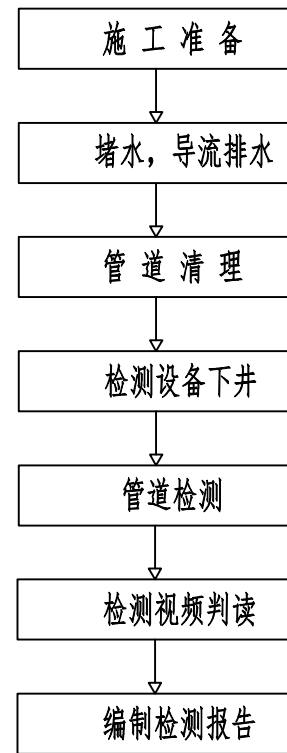 施工准备
堵水，导流排水
管道清理
检测设备下井
管道检测
检测视频判读
编制检测报告